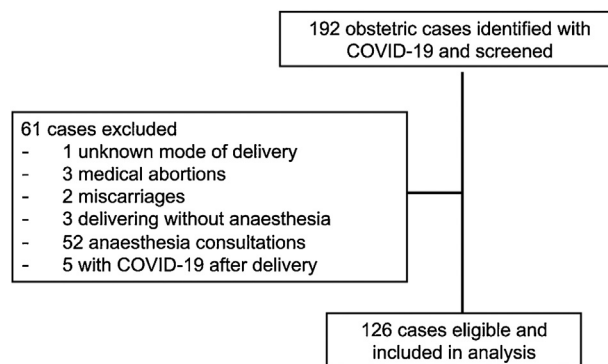 192 obstetric cases identified with
COVID-19 and screened
61 cases excluded
- 1 unknown mode of delivery
- 3 medical abortions
- 2 miscarriages
- 3 delivering without anaesthesia
- 52 anaesthesia consultations
- 5 with COVID-19 after delivery
126 cases eligible and
included in analysis